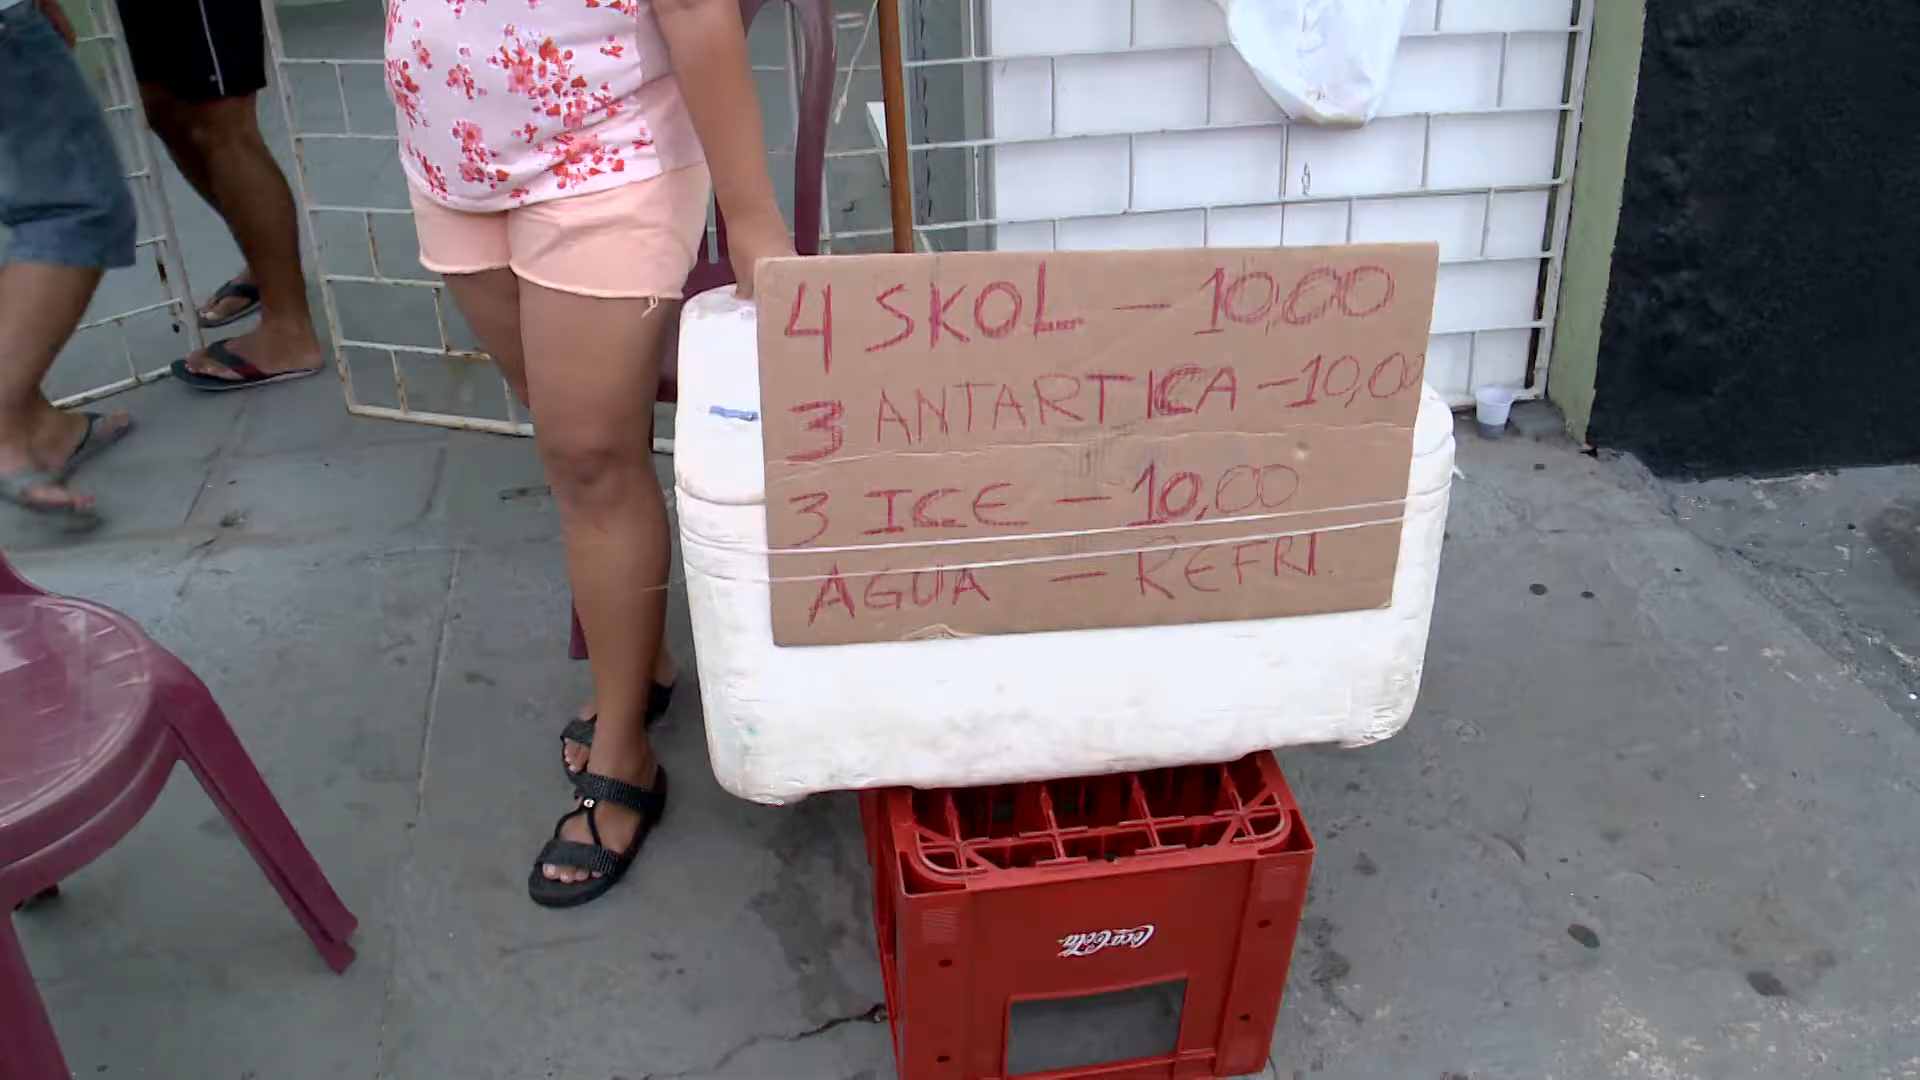 4 SKOL - 10,00
3 ANTARTICA - 10,00
3 ICE - 10,00
ÁGUA - REFRI.
Coca-Cola